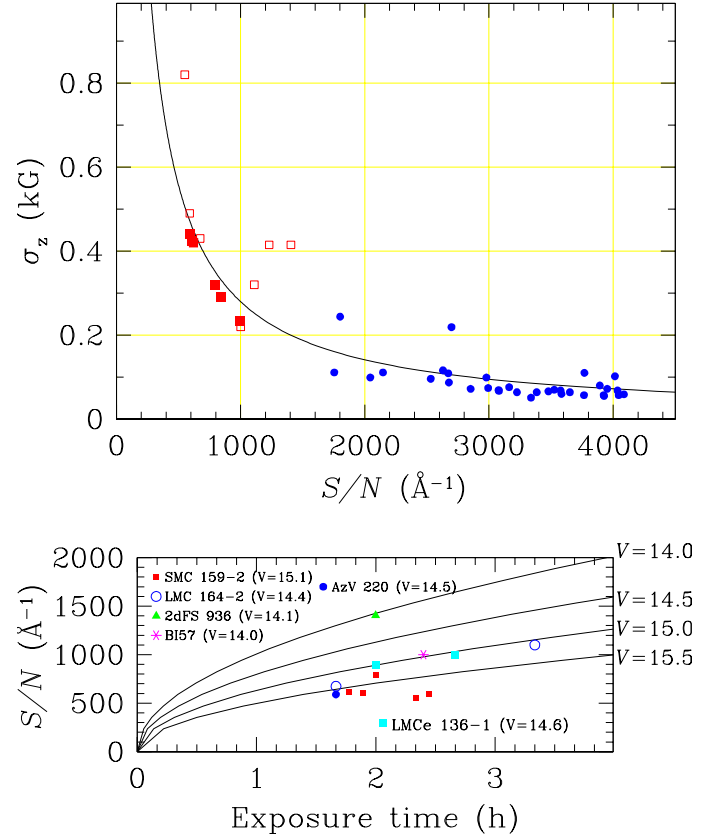 0.8
0.6
0.4
0.2
0
σz (kG)
0 1000 2000 3000 4000
S/N (Å⁻¹)
2000
1500
1000
500
0
S/N (Å⁻¹)
SMC 159−2 (V=15.1)
LMC 164−2 (V=14.4)
2dFS 936 (V=14.1)
BI57 (V=14.0)
AzV 220 (V=14.5)
LMCe 136−1 (V=14.6)
V=14.0
V=14.5
V=15.0
V=15.5
0 1 2 3
Exposure time (h)